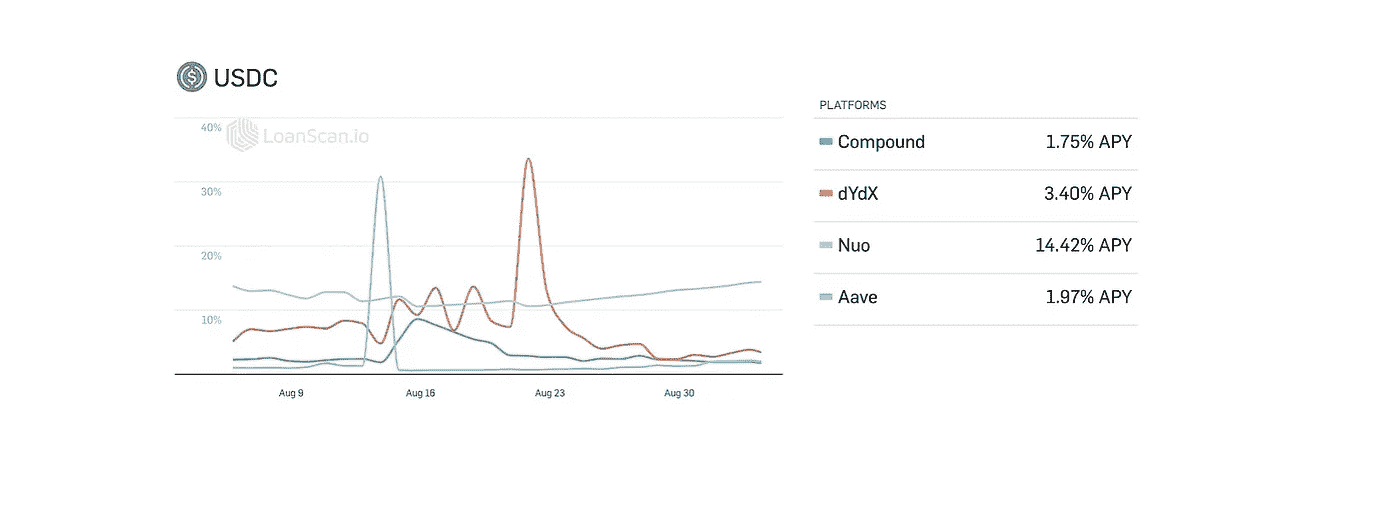 USDC
LoanScan.io
40%
30%
20%
10%
Aug 9 Aug 16 Aug 23 Aug 30
PLATFORMS
Compound 1.75% APY
dYdX 3.40% APY
Nuo 14.42% APY
Aave 1.97% APY